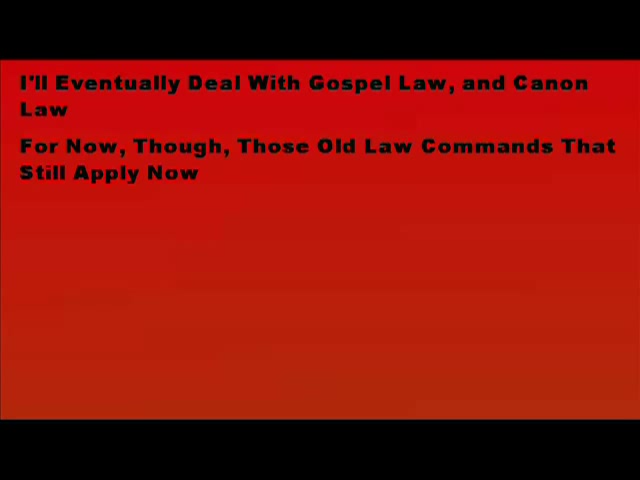 I'll Eventually Deal With Gospel Law, and Canon
Law
For Now, Though, Those Old Law Commands That
Still Apply Now